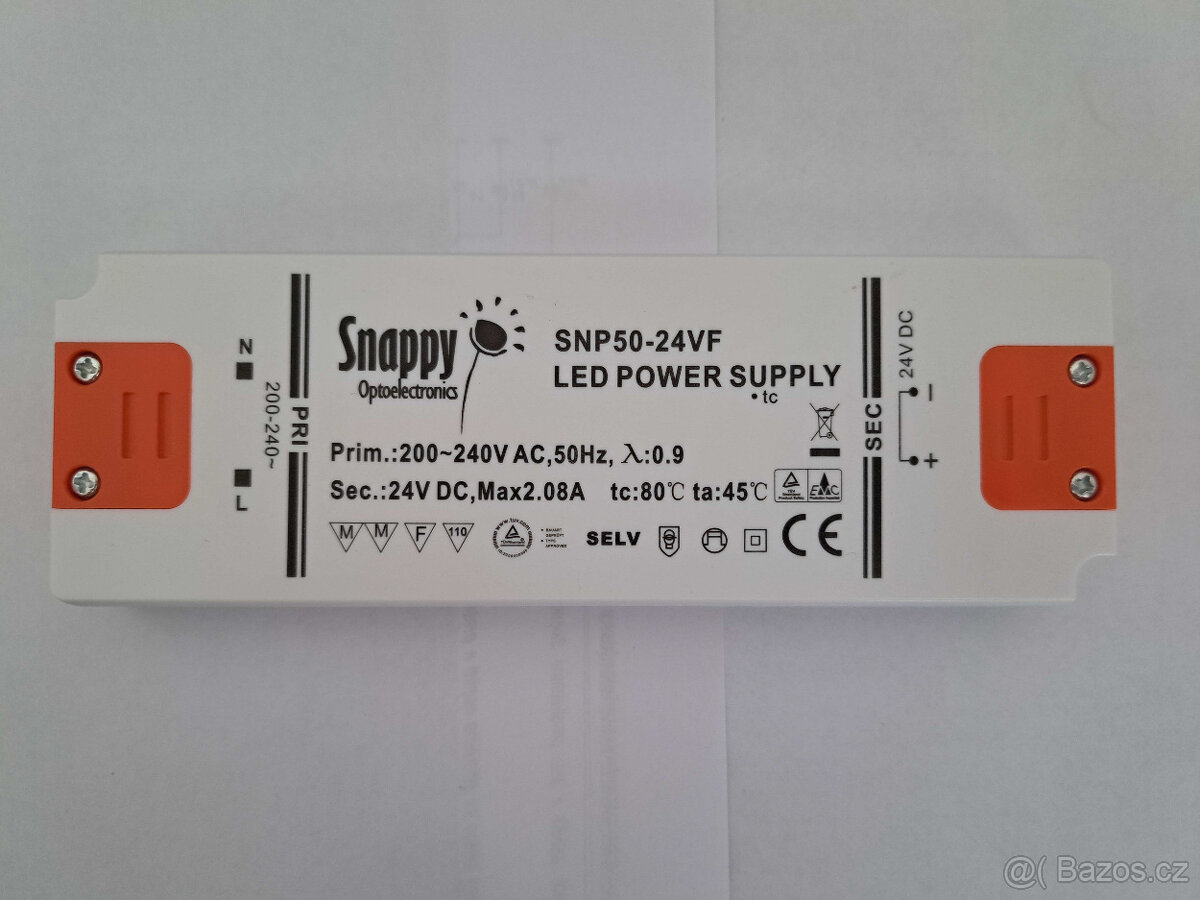 Snappy
Optoelectronics
SNP50-24VF
LED POWER SUPPLY
•tc
N
200-240~
L
PRI
Prim.:200~240V AC,50Hz, λ:0.9
Sec.:24V DC,Max2.08A tc:80℃ ta:45℃
M M F 110
SELV
CE
EMC
SEC
24V DC
−
+
@( Bazos.cz